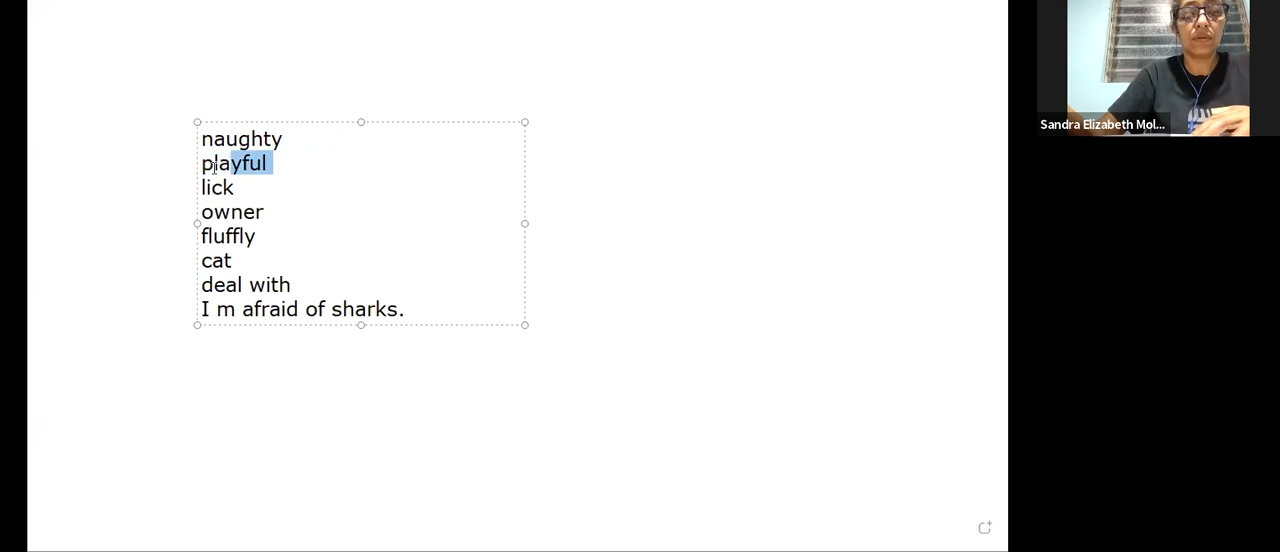 naughty
playful
lick
owner
fluffly
cat
deal with
I m afraid of sharks.
Sandra Elizabeth Mol...